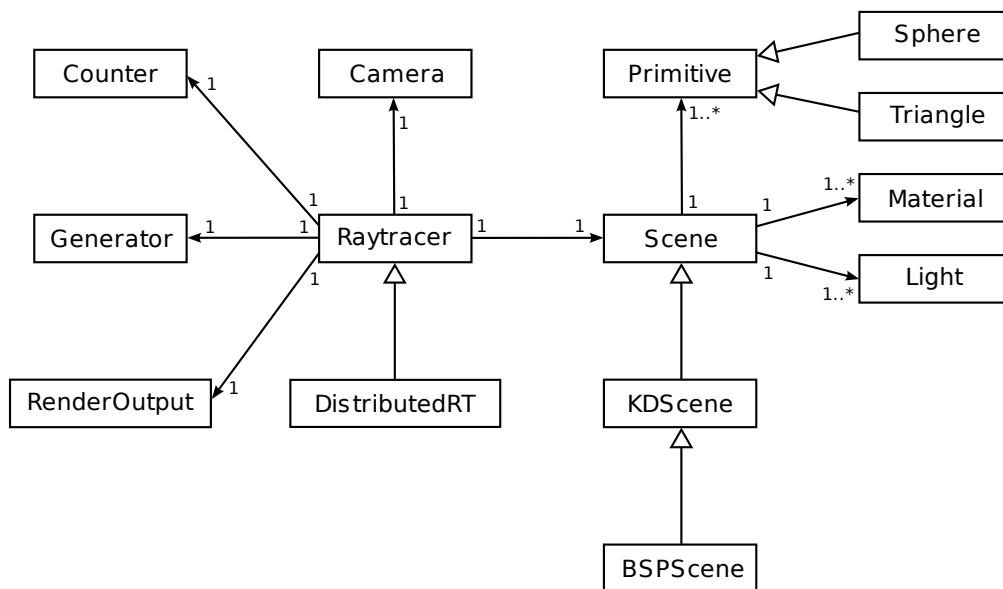 Sphere
Counter
Camera
Primitive
1
1
1..*
Triangle
1
1
1
1
1..*
Material
Generator
1
1
Raytracer
1
1
Scene
1
1
1..*
Light
RenderOutput
1
DistributedRT
KDScene
BSPScene